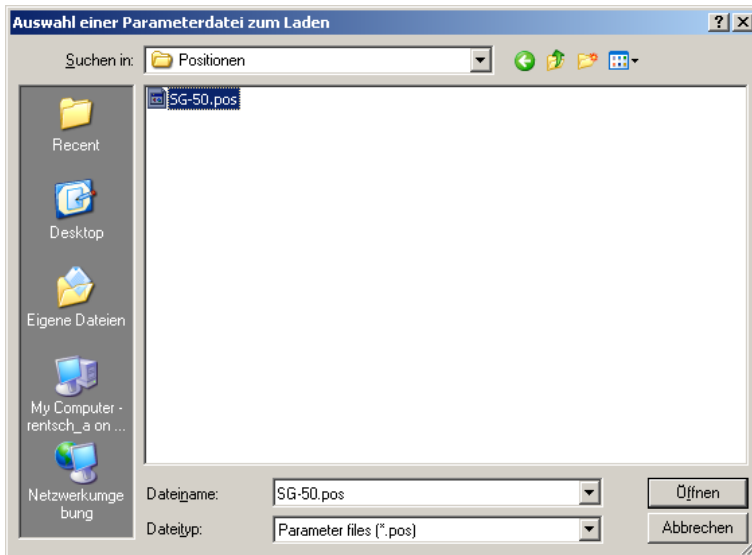 Auswahl einer Parameterdatei zum Laden
Suchen in: Positionen
SG-50.pos
Recent
Desktop
Eigene Dateien
My Computer -
rentsch_a on ...
Netzwerkumge
bung
Dateiname: SG-50.pos
Öffnen
Dateityp: Parameter files (*.pos)
Abbrechen